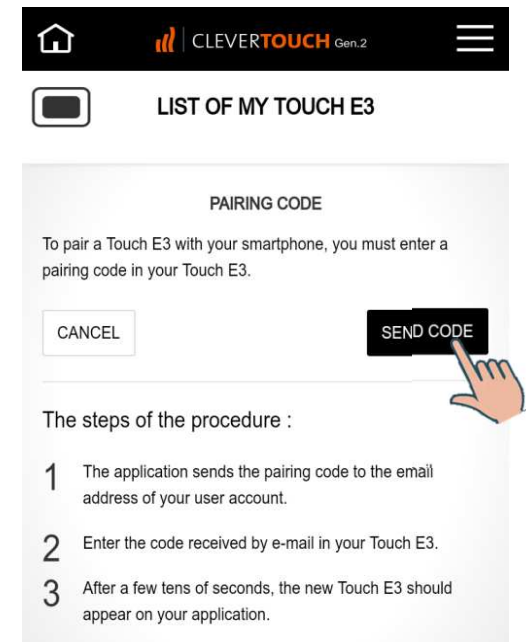 CLEVERTOUCH Gen.2
LIST OF MY TOUCH E3
PAIRING CODE
To pair a Touch E3 with your smartphone, you must enter a
pairing code in your Touch E3.
CANCEL
SEND CODE
The steps of the procedure :
1 The application sends the pairing code to the email
address of your user account.
2 Enter the code received by e-mail in your Touch E3.
3 After a few tens of seconds, the new Touch E3 should
appear on your application.